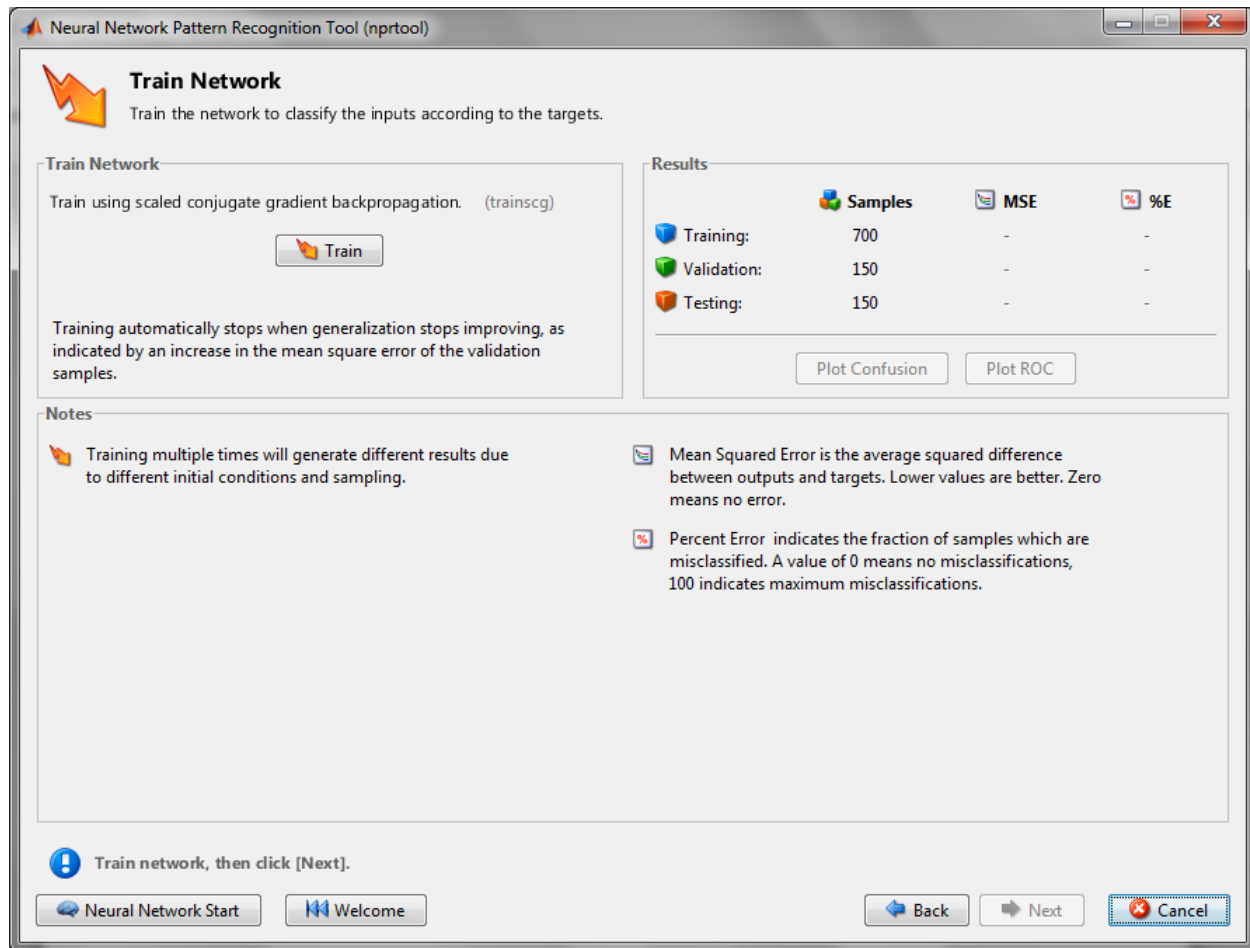 Neural Network Pattern Recognition Tool (nprtool)
Train Network
Train the network to classify the inputs according to the targets.
Train Network
Train using scaled conjugate gradient backpropagation. (trainscg)
Train
Training automatically stops when generalization stops improving, as
indicated by an increase in the mean square error of the validation
samples.
Results
Samples MSE %E
Training: 700 - -
Validation: 150 - -
Testing: 150 - -
Plot Confusion Plot ROC
Notes
Training multiple times will generate different results due
to different initial conditions and sampling.
Mean Squared Error is the average squared difference
between outputs and targets. Lower values are better. Zero
means no error.
Percent Error indicates the fraction of samples which are
misclassified. A value of 0 means no misclassifications,
100 indicates maximum misclassifications.
Train network, then click [Next].
Neural Network Start Welcome Back Next Cancel